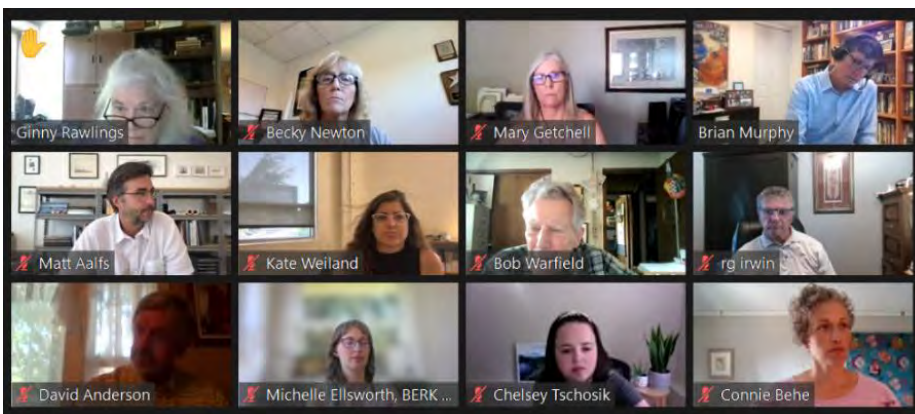 Ginny Rawlings
Becky Newton
Mary Getchell
Brian Murphy
Matt Aalfs
Kate Weiland
Bob Warfield
rg irwin
David Anderson
Michelle Ellsworth, BERK ...
Chelsey Tschosik
Connie Behe